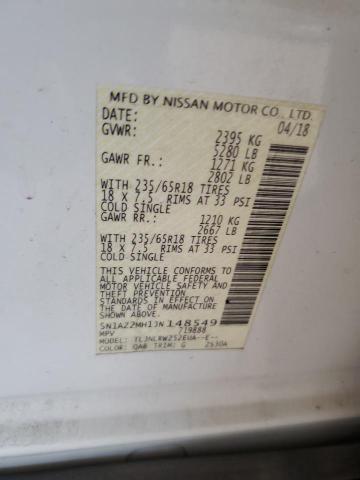 MFD BY NISSAN MOTOR CO., LTD.
DATE: 04/18
GVWR: 2395 KG
5280 LB
GAWR FR.: 1271 KG
2802 LB
WITH 235/65R18 TIRES
18 X 7.5 RIMS AT 33 PSI
COLD SINGLE
GAWR RR.: 1210 KG
2667 LB
WITH 235/65R18 TIRES
18 X 7.5 RIMS AT 33 PSI
COLD SINGLE
THIS VEHICLE CONFORMS TO
ALL APPLICABLE FEDERAL
MOTOR VEHICLE SAFETY
STANDARDS IN EFFECT ON
THE DATE OF MANUFACTURE
SHOWN ABOVE.
5N1AZ2MH1JN148549
MPV 719888
MODEL:
COLOR: QAB TRIM: G 2530A